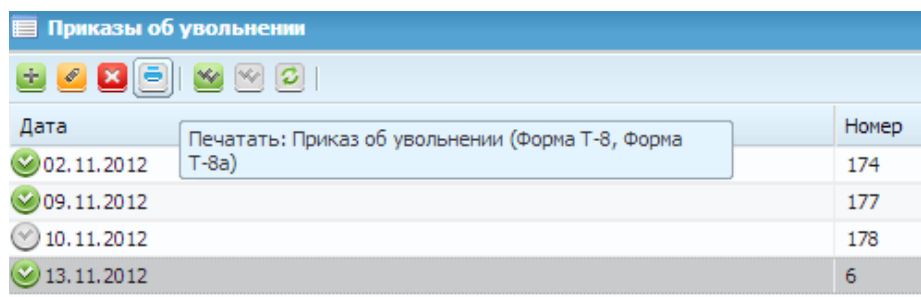 Приказы об увольнении
Дата
Номер
Печатать: Приказ об увольнении (Форма Т-8, Форма
Т-8а)
02.11.2012
174
09.11.2012
177
10.11.2012
178
13.11.2012
6